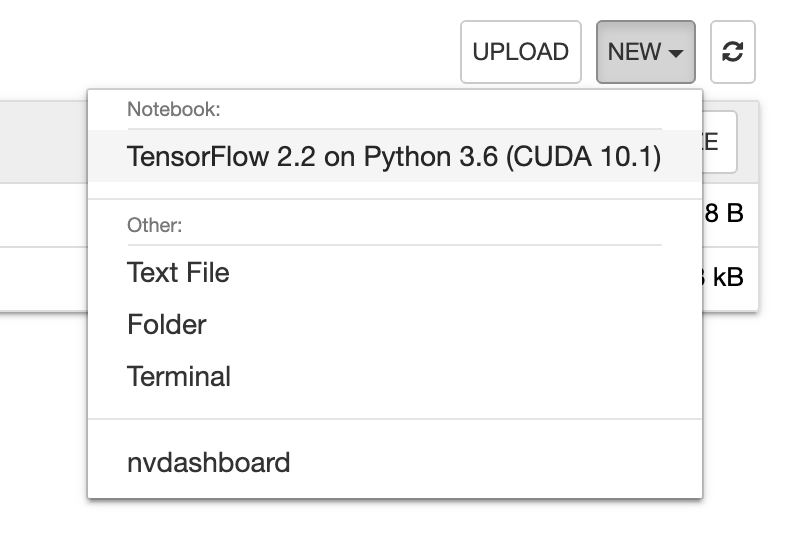 UPLOAD NEW
Notebook:
TensorFlow 2.2 on Python 3.6 (CUDA 10.1)
8 B
Other:
Text File
kB
Folder
Terminal
nvdashboard